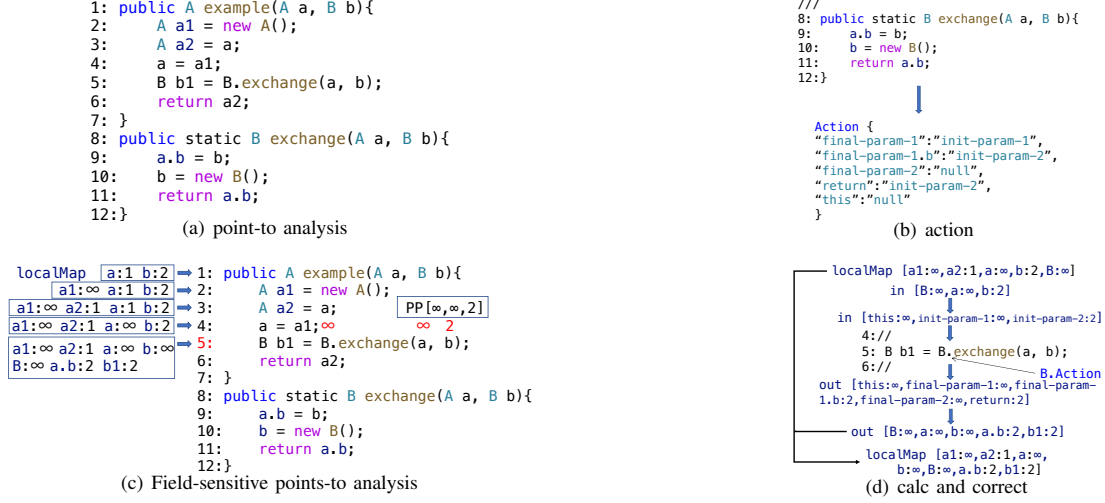 1: public A example(A a, B b){
2: A a1 = new A();
3: A a2 = a;
4: a = a1;
5: B b1 = B.exchange(a, b);
6: return a2;
7: }
8: public static B exchange(A a, B b){
9: a.b = b;
10: b = new B();
11: return a.b;
12:}
(a) point-to analysis
///
8: public static B exchange(A a, B b){
9: a.b = b;
10: b = new B();
11: return a.b;
12:}
Action {
“final-param-1”:”init-param-1”,
“final-param-1.b”:”init-param-2”,
“final-param-2”:”null”,
“return”:”init-param-2”,
“this”:”null”
}
(b) action
localMap a:1 b:2 1: public A example(A a, B b){
a1:∞ a:1 b:2 2: A a1 = new A();
a1:∞ a2:1 a:1 b:2 3: A a2 = a; PP[∞,∞,2]
a1:∞ a2:1 a:∞ b:2 4: a = a1;∞ ∞ 2
a1:∞ a2:1 a:∞ b:∞ 5: B b1 = B.exchange(a, b);
B:∞ a.b:2 b1:2 6: return a2;
7: }
8: public static B exchange(A a, B b){
9: a.b = b;
10: b = new B();
11: return a.b;
12:}
(c) Field-sensitive points-to analysis
localMap [a1:∞,a2:1,a:∞,b:2,B:∞]
in [B:∞,a:∞,b:2]
in [this:∞,init-param-1:∞,init-param-2:2]
4://
5: B b1 = B.exchange(a, b);
6://
B.Action
out [this:∞,final-param-1:∞,final-param-
1.b:2,final-param-2:∞,return:2]
out [B:∞,a:∞,b:∞,a.b:2,b1:2]
localMap [a1:∞,a2:1,a:∞,
b:∞,B:∞,a.b:2,b1:2]
(d) calc and correct